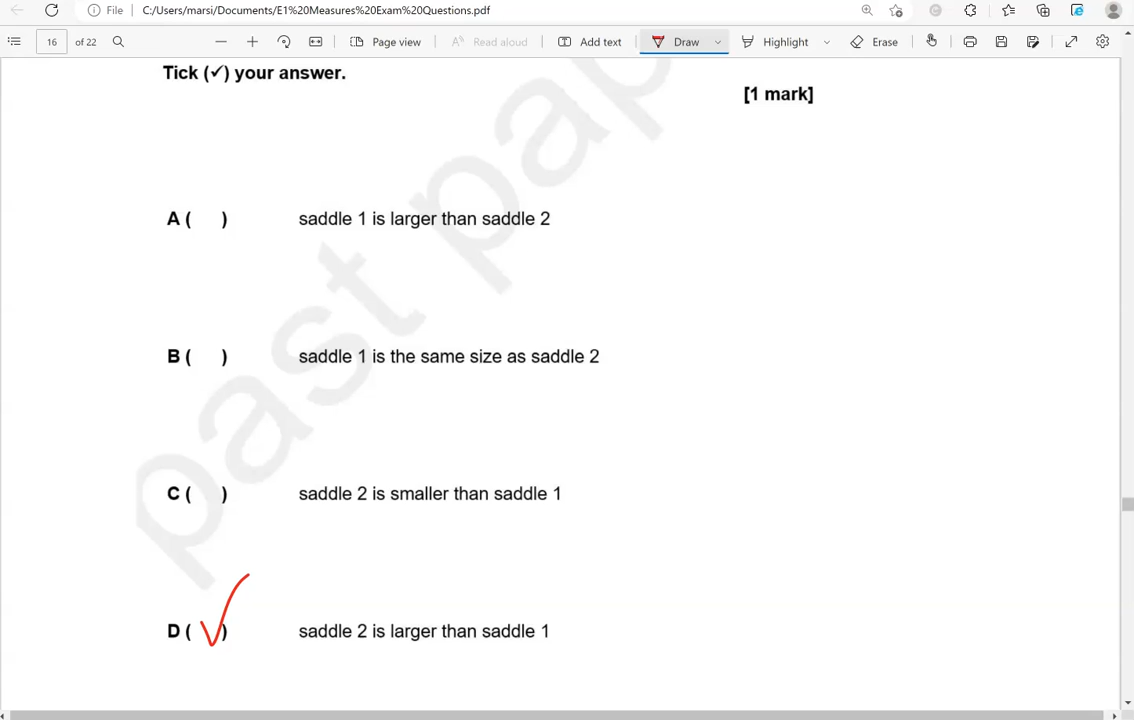 File
C:/Users/marsi/Documents/E1%20Measures%20Exam%20Questions.pdf
16 of 22
Page view
Read aloud
Add text
Draw
Highlight
Erase
Tick (✓) your answer.
[1 mark]
A ( ) saddle 1 is larger than saddle 2
B ( ) saddle 1 is the same size as saddle 2
C ( ) saddle 2 is smaller than saddle 1
D (✓) saddle 2 is larger than saddle 1
past pap